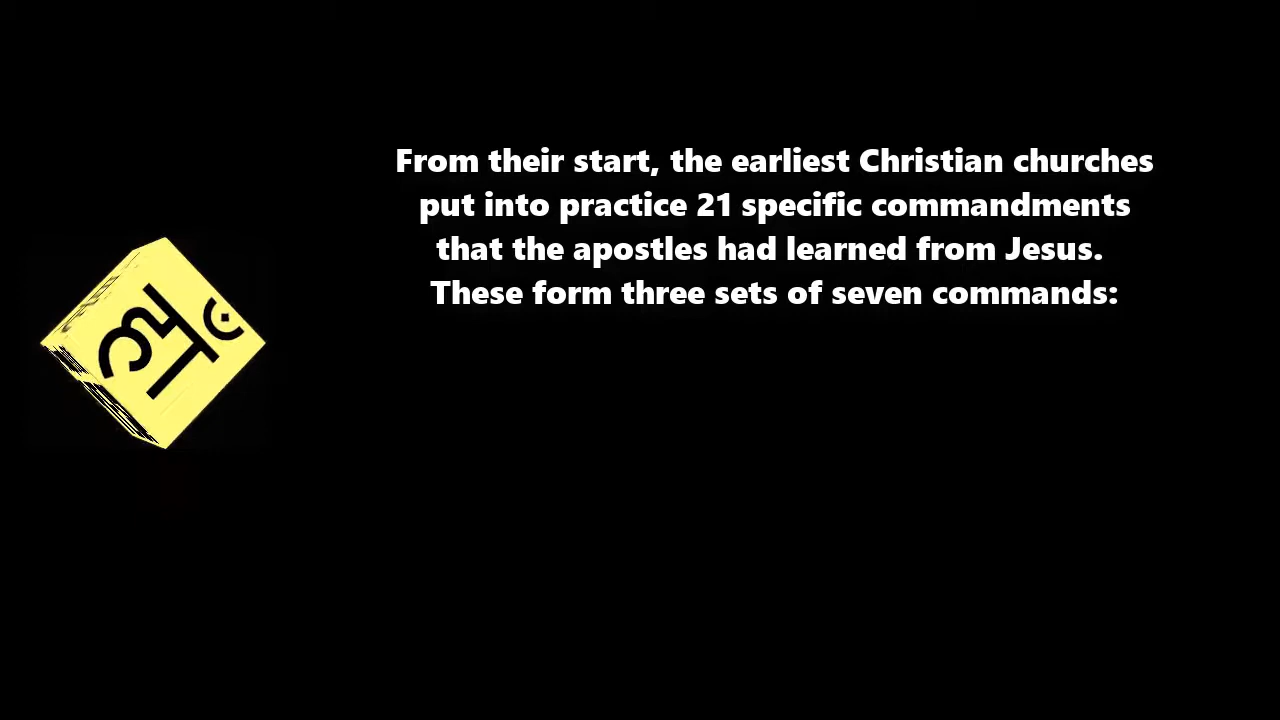 From their start, the earliest Christian churches
put into practice 21 specific commandments
that the apostles had learned from Jesus.
These form three sets of seven commands: